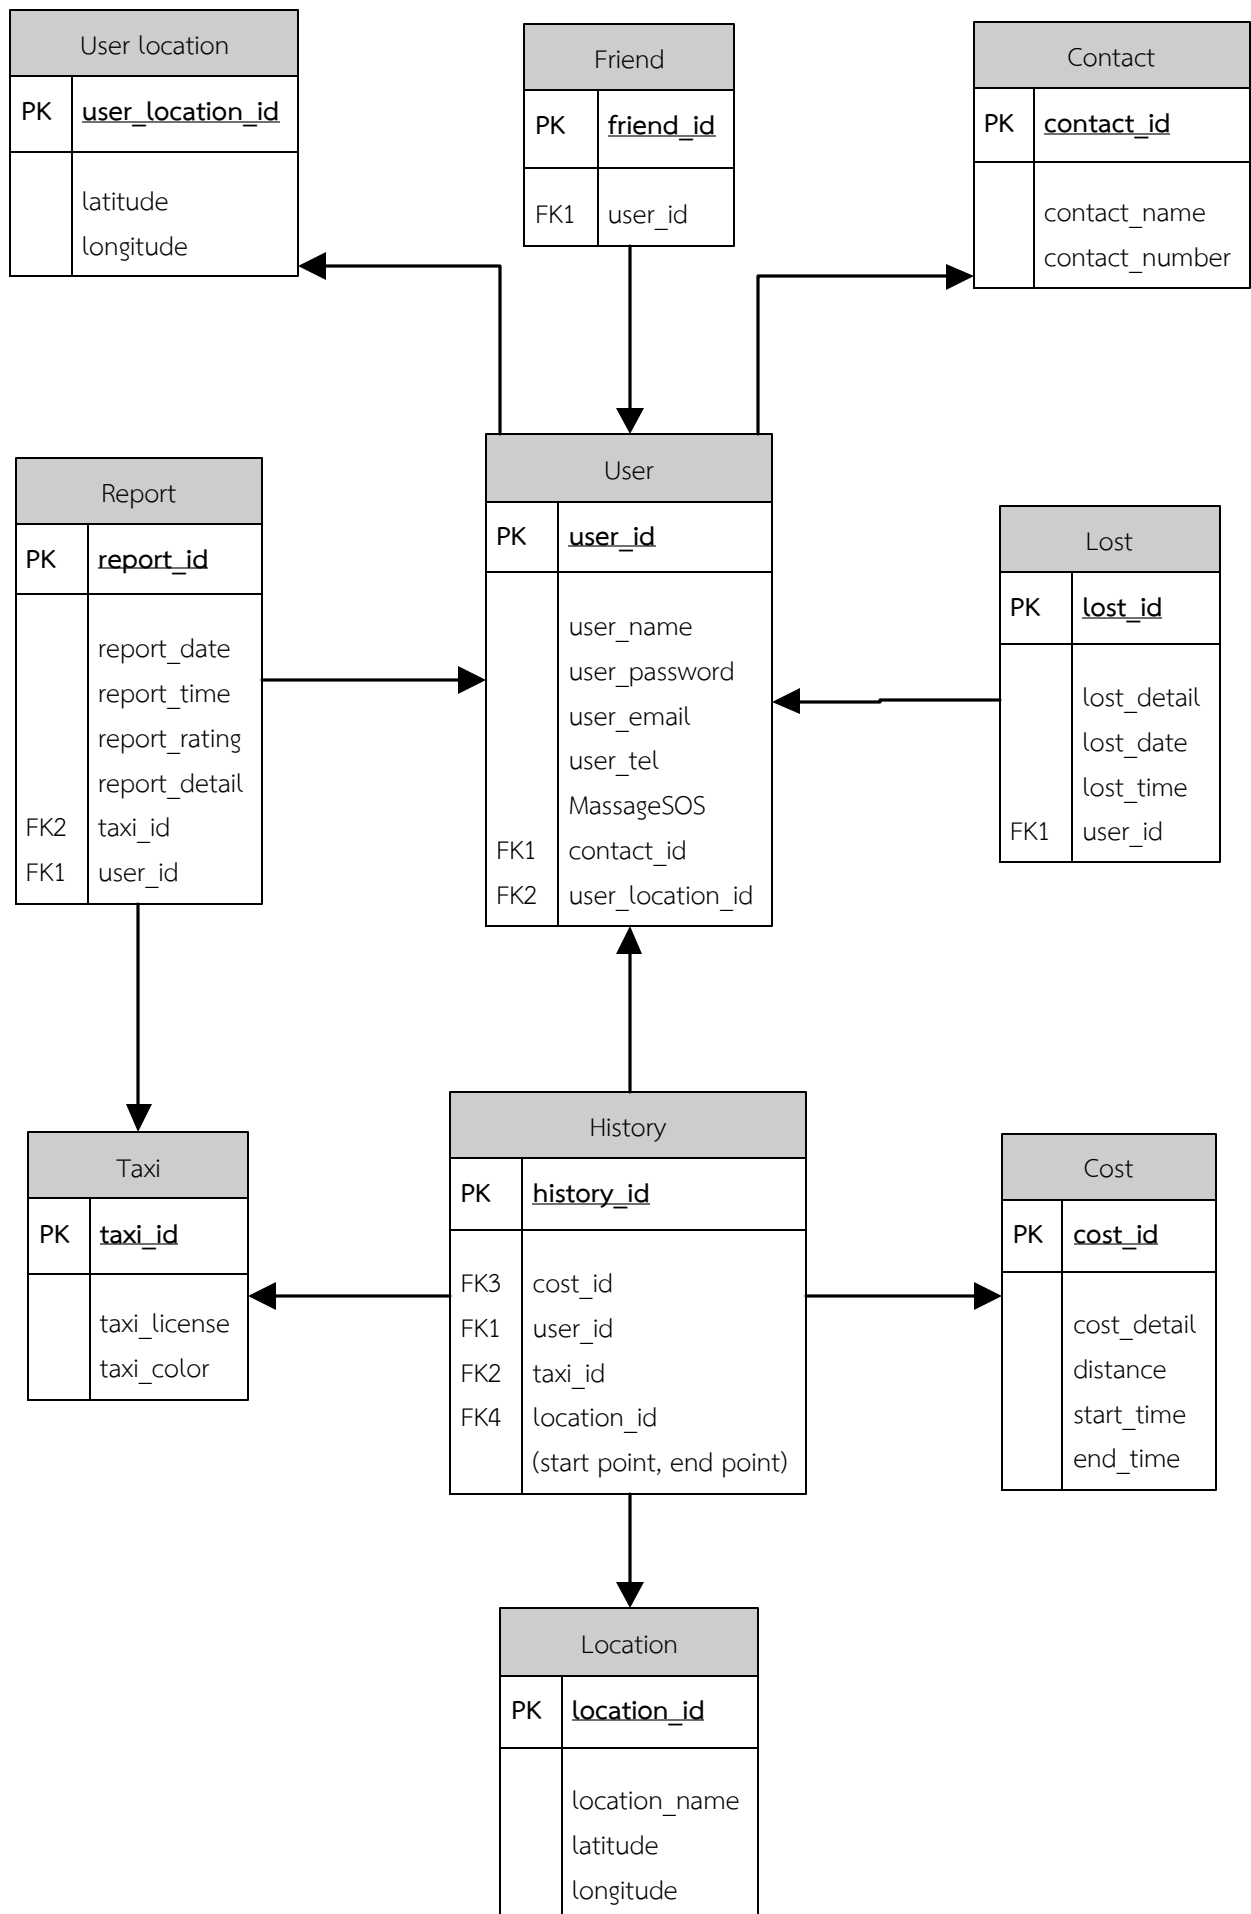 User location
PK user_location_id
latitude
longitude
Friend
PK friend_id
FK1 user_id
Contact
PK contact_id
contact_name
contact_number
Report
PK report_id
report_date
report_time
report_rating
report_detail
FK2 taxi_id
FK1 user_id
User
PK user_id
user_name
user_password
user_email
user_tel
MassageSOS
FK1 contact_id
FK2 user_location_id
Lost
PK lost_id
lost_detail
lost_date
lost_time
FK1 user_id
Taxi
PK taxi_id
taxi_license
taxi_color
History
PK history_id
FK3 cost_id
FK1 user_id
FK2 taxi_id
FK4 location_id
(start point, end point)
Cost
PK cost_id
cost_detail
distance
start_time
end_time
Location
PK location_id
location_name
latitude
longitude